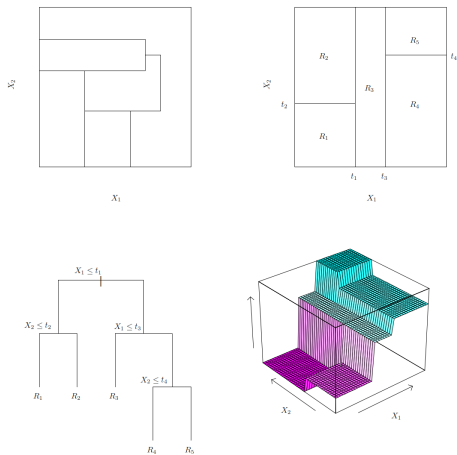 R₅
R₂
t₄
X₂
X₂
R₃
t₂
R₄
R₁
t₁
t₃
X₁
X₁
X₁ ≤ t₁
X₂ ≤ t₂
X₁ ≤ t₃
X₂ ≤ t₄
R₁
R₂
R₃
X₂
X₁
R₄
R₅